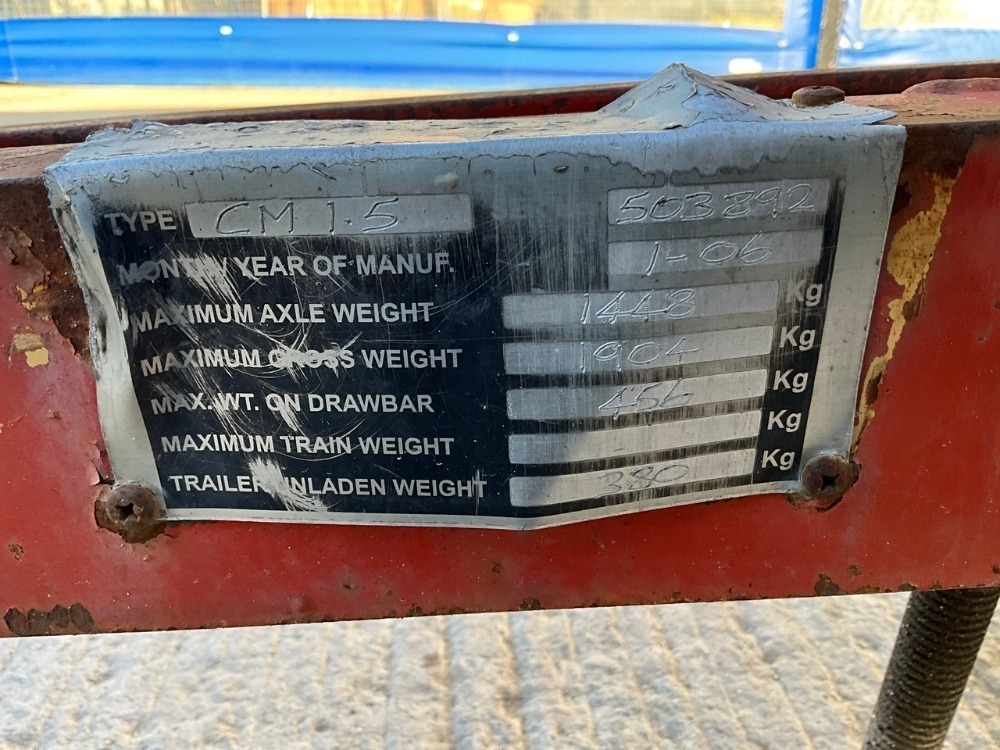 TYPE CM 1.5 503892
MONTH/YEAR OF MANUF. 1-06
MAXIMUM AXLE WEIGHT 1448 Kg
MAXIMUM GROSS WEIGHT 1904 Kg
MAX. WT. ON DRAWBAR 456 Kg
MAXIMUM TRAIN WEIGHT - Kg
TRAILER UNLADEN WEIGHT 380 Kg